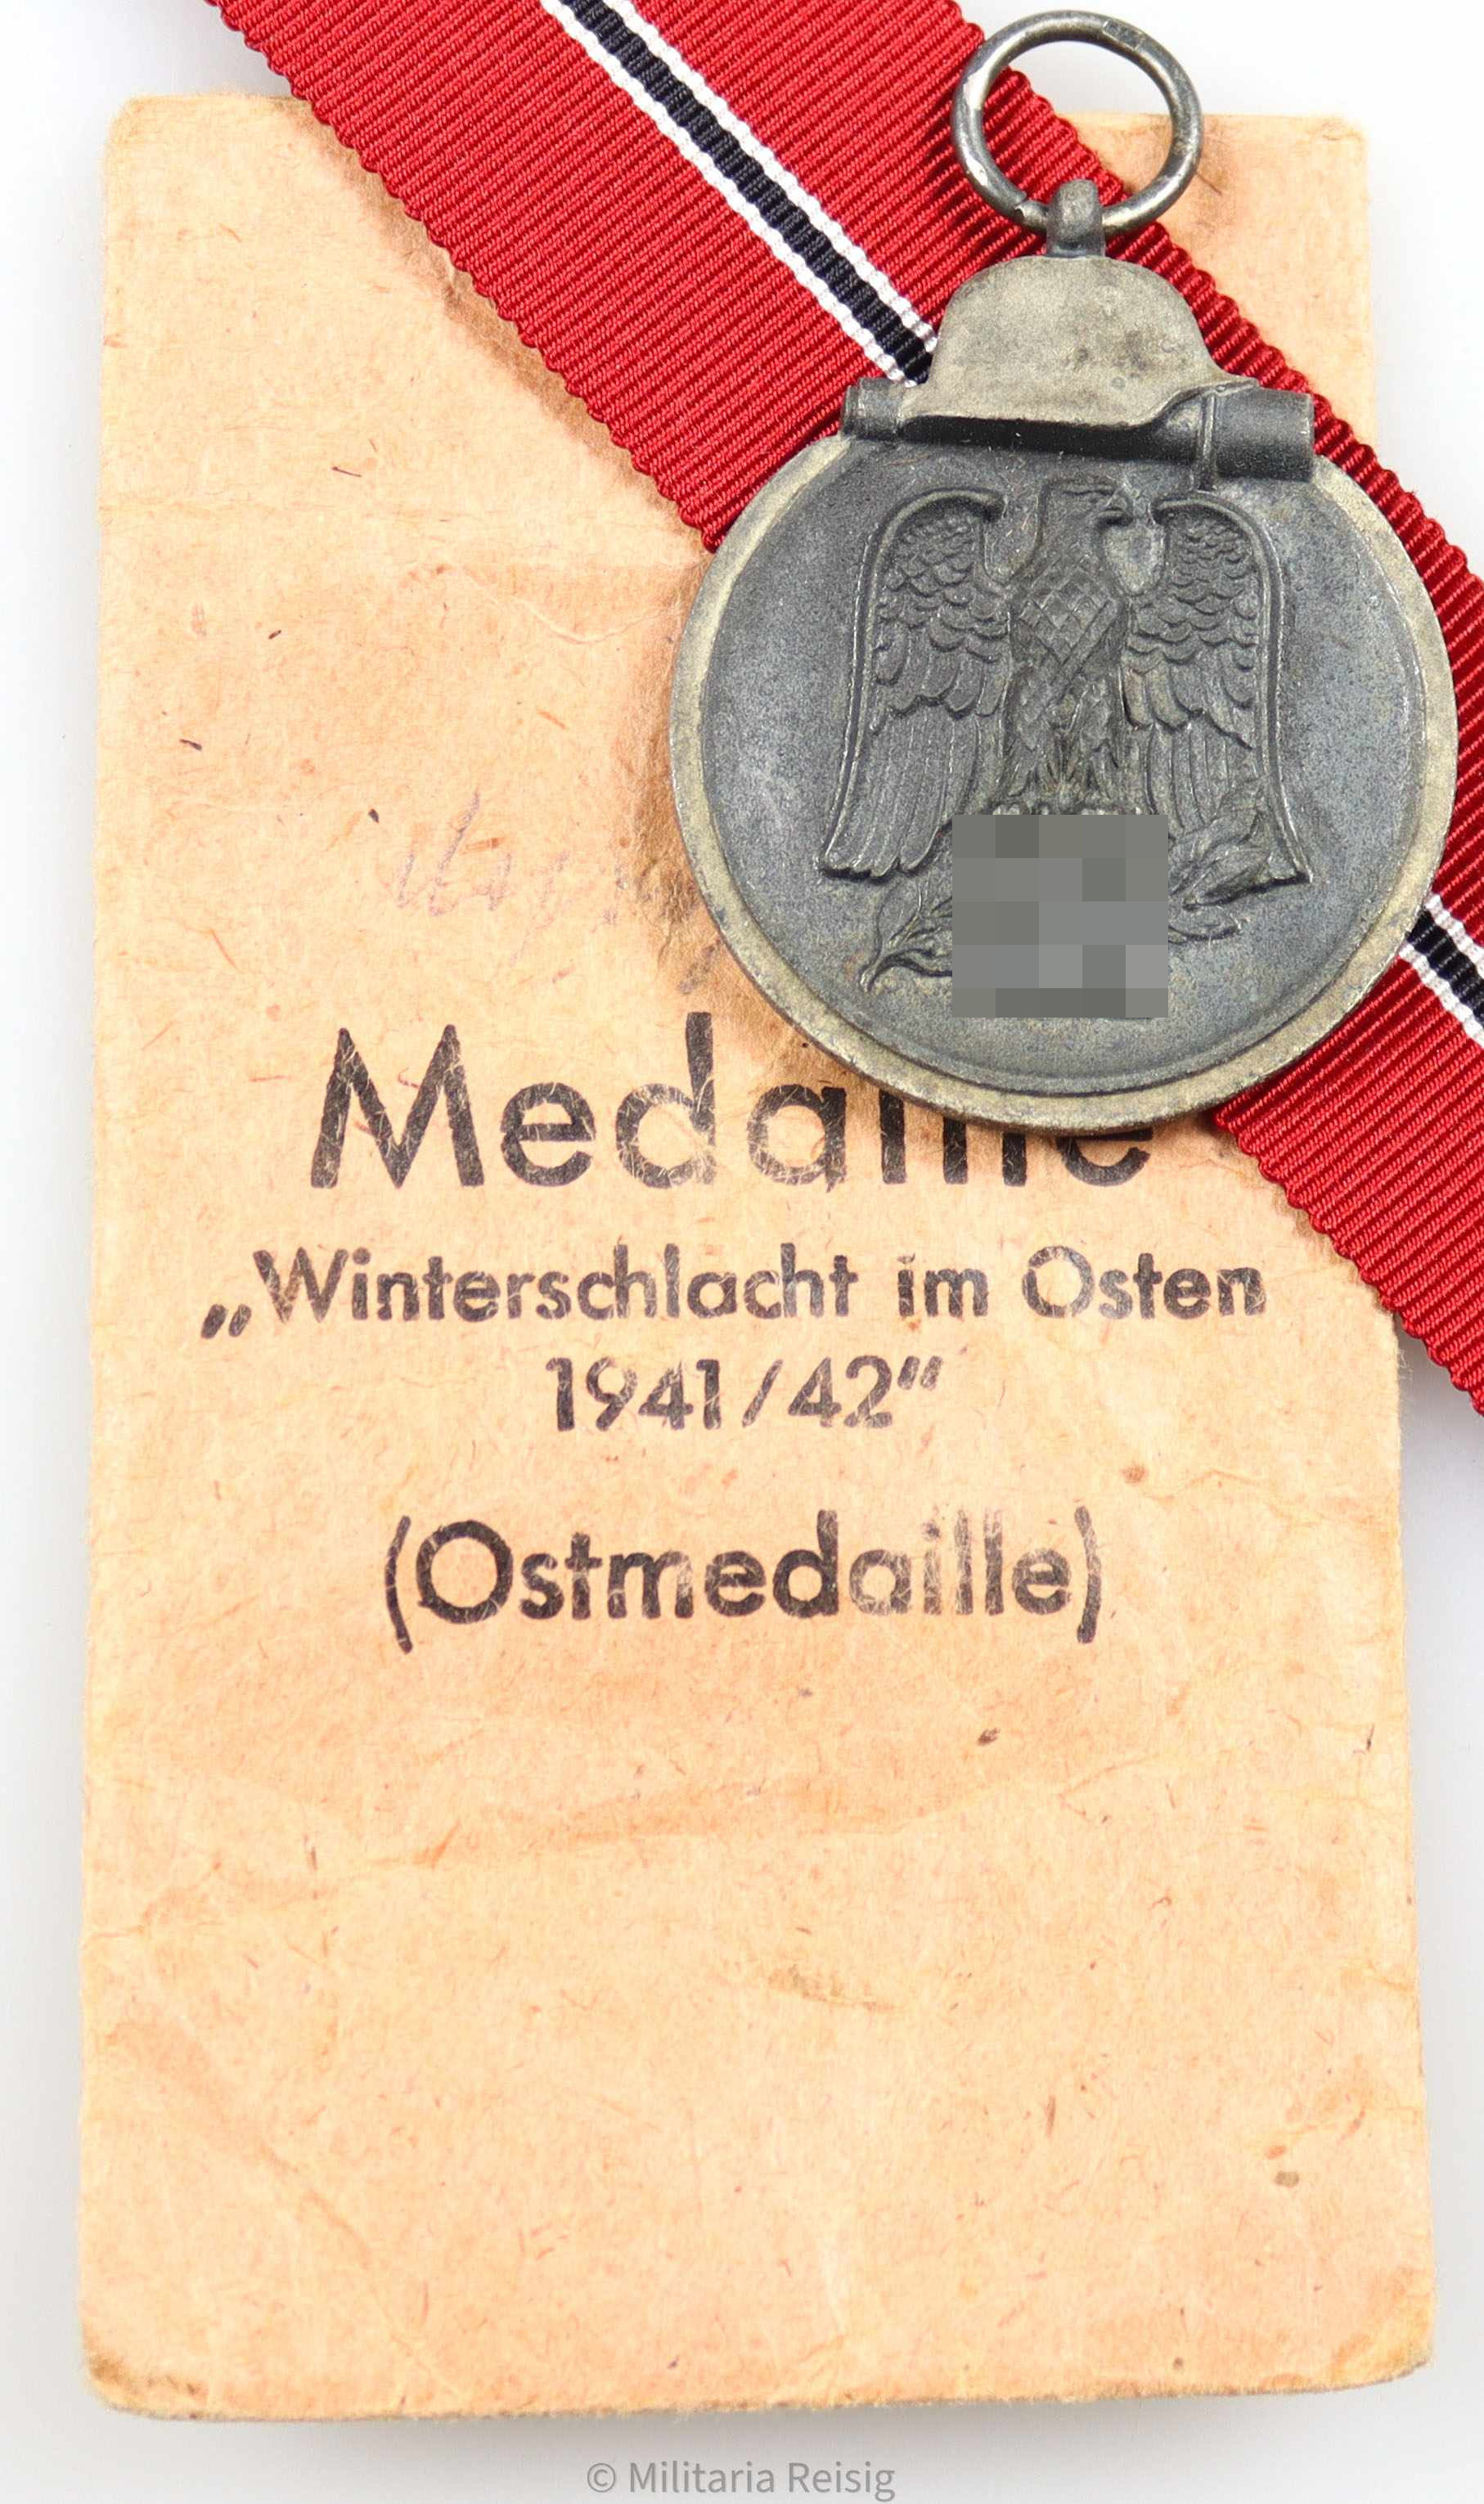 Medaille
„Winterschlacht im Osten
1941/42“
(Ostmedaille)
© Militaria Reisig